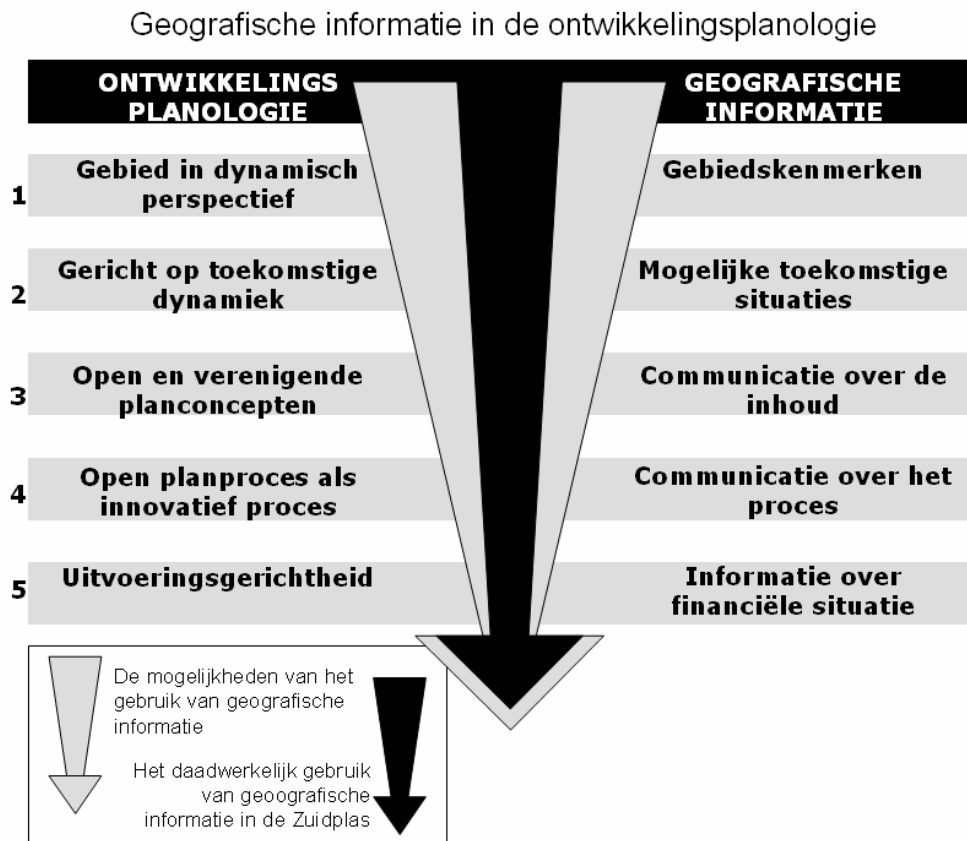 Geografische informatie in de ontwikkelingsplanologie
ONTWIKKELINGS
PLANOLOGIE
GEOGRAFISCHE
INFORMATIE
1
Gebied in dynamisch
perspectief
Gebiedskenmerken
2
Gericht op toekomstige
dynamiek
Mogelijke toekomstige
situaties
3
Open en verenigende
planconcepten
Communicatie over de
inhoud
4
Open planproces als
innovatief proces
Communicatie over het
proces
5
Uitvoeringsgerichtheid
Informatie over
financiële situatie
De mogelijkheden van het
gebruik van geografische
informatie
Het daadwerkelijk gebruik
van geoografische
informatie in de Zuidplas